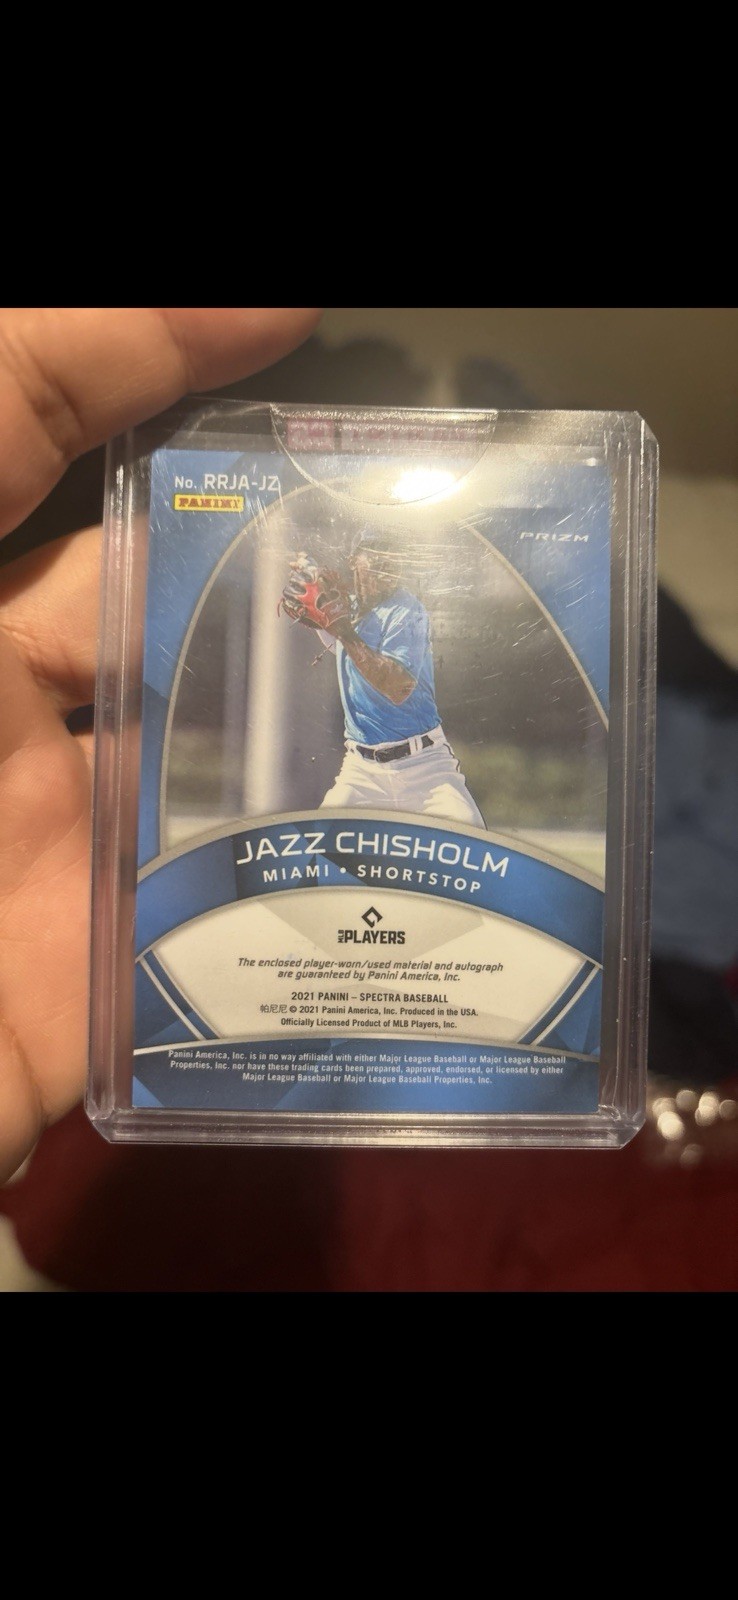 No. RRJA-JZ
PANINI
PRIZM
JAZZ CHISHOLM
MIAMI • SHORTSTOP
MLB PLAYERS
The enclosed player-worn/used material and autograph
are guaranteed by Panini America, Inc.
2021 PANINI – SPECTRA BASEBALL
帕尼尼 © 2021 Panini America, Inc. Produced in the USA.
Officially Licensed Product of MLB Players, Inc.
Panini America, Inc. is in no way affiliated with either Major League Baseball or Major League Baseball
Properties, Inc. nor have these trading cards been prepared, approved, endorsed, or licensed by either
Major League Baseball or Major League Baseball Properties, Inc.